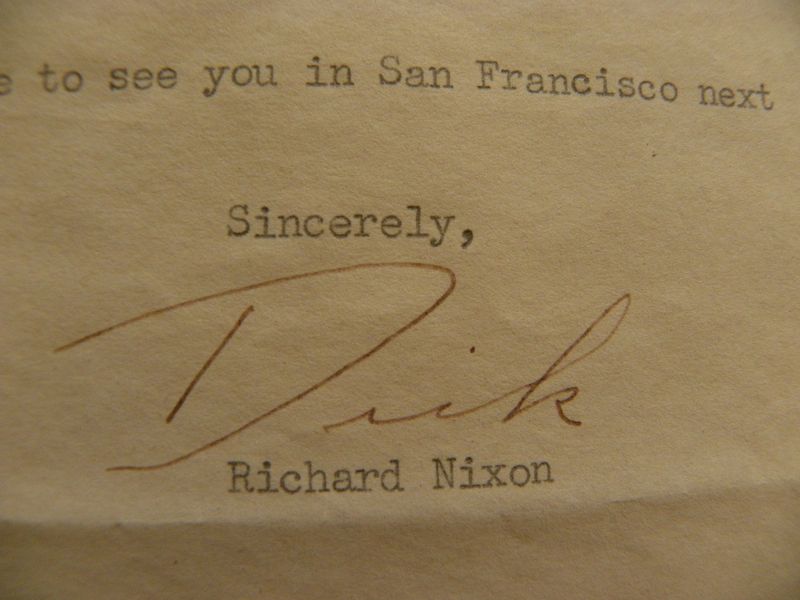 to see you in San Francisco next
Sincerely,
Dick
Richard Nixon